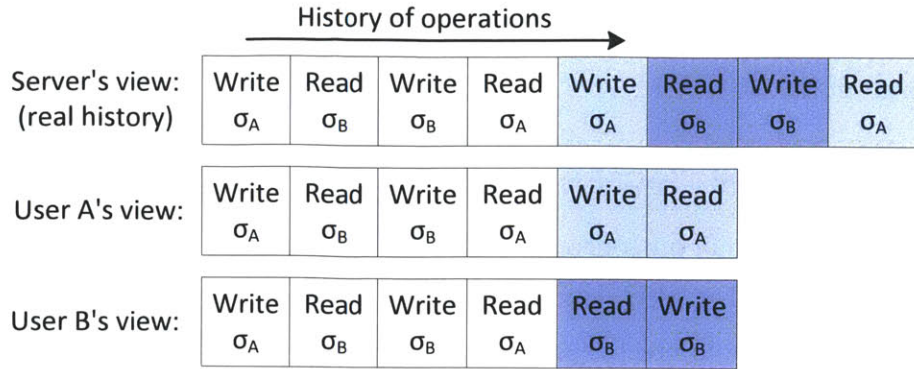 History of operations
Server's view:
(real history)
Write Read Write Read Write Read Write Read
σA σB σB σA σA σB σB σA
User A's view:
Write Read Write Read Write Read
σA σB σB σA σA σA
User B's view:
Write Read Write Read Read Write
σA σB σB σA σB σB